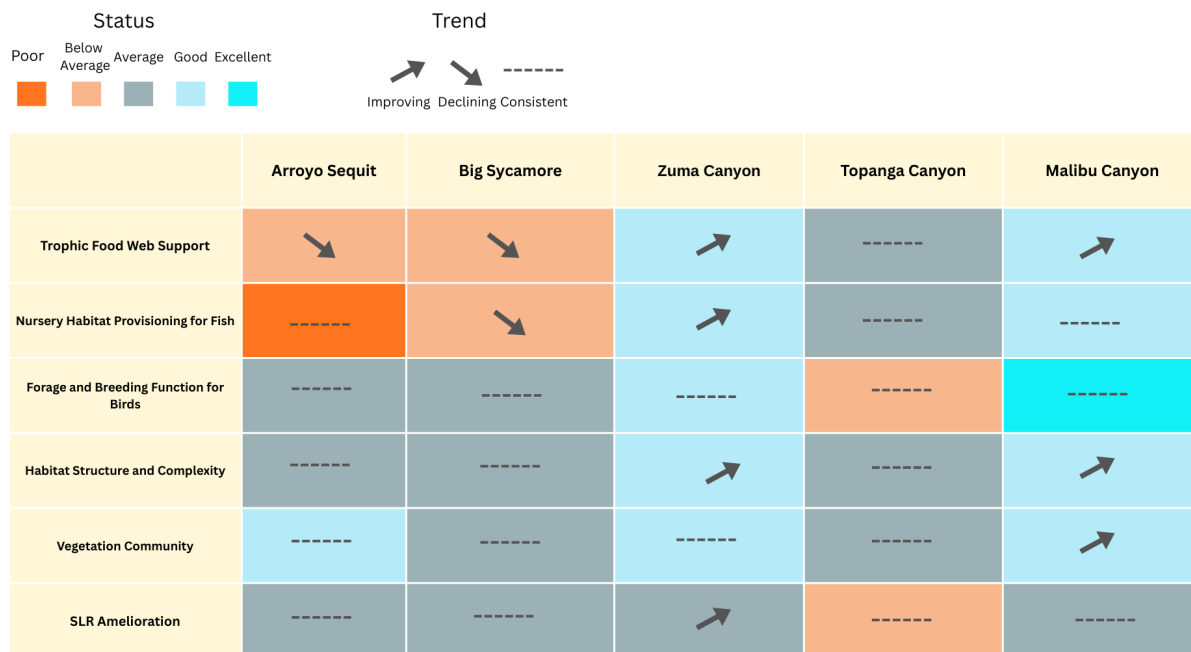 Status
Trend
Poor
Below
Average
Average
Good
Excellent
Improving
Declining
Consistent
Arroyo Sequit
Big Sycamore
Zuma Canyon
Topanga Canyon
Malibu Canyon
Trophic Food Web Support
Nursery Habitat Provisioning for Fish
Forage and Breeding Function for
Birds
Habitat Structure and Complexity
Vegetation Community
SLR Amelioration